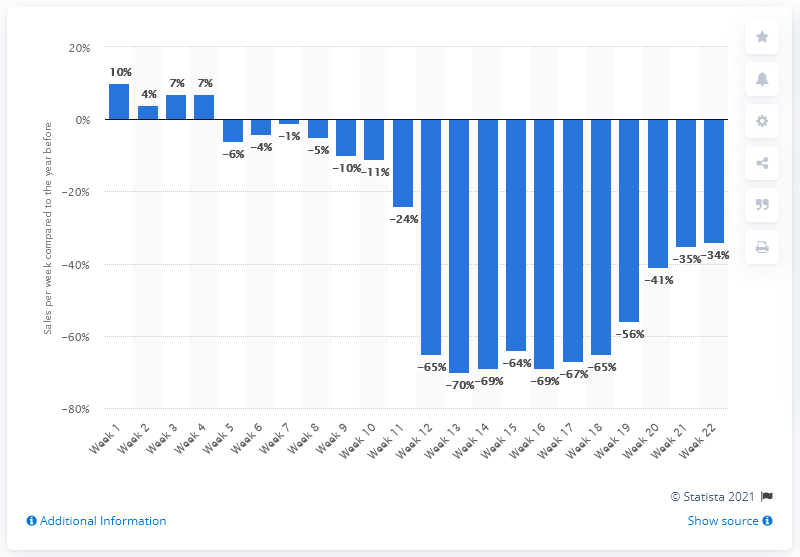 20%
0%
−20%
−40%
−60%
−80%
Sales per week compared to the year before
10%
4%
7%
7%
−6%
−4%
−1%
−5%
−10%
−11%
−24%
−65%
−70%
−69%
−64%
−69%
−67%
−65%
−56%
−41%
−35%
−34%
Week 1
Week 2
Week 3
Week 4
Week 5
Week 6
Week 7
Week 8
Week 9
Week 10
Week 11
Week 12
Week 13
Week 14
Week 15
Week 16
Week 17
Week 18
Week 19
Week 20
Week 21
Week 22
© Statista 2021
Additional Information
Show source